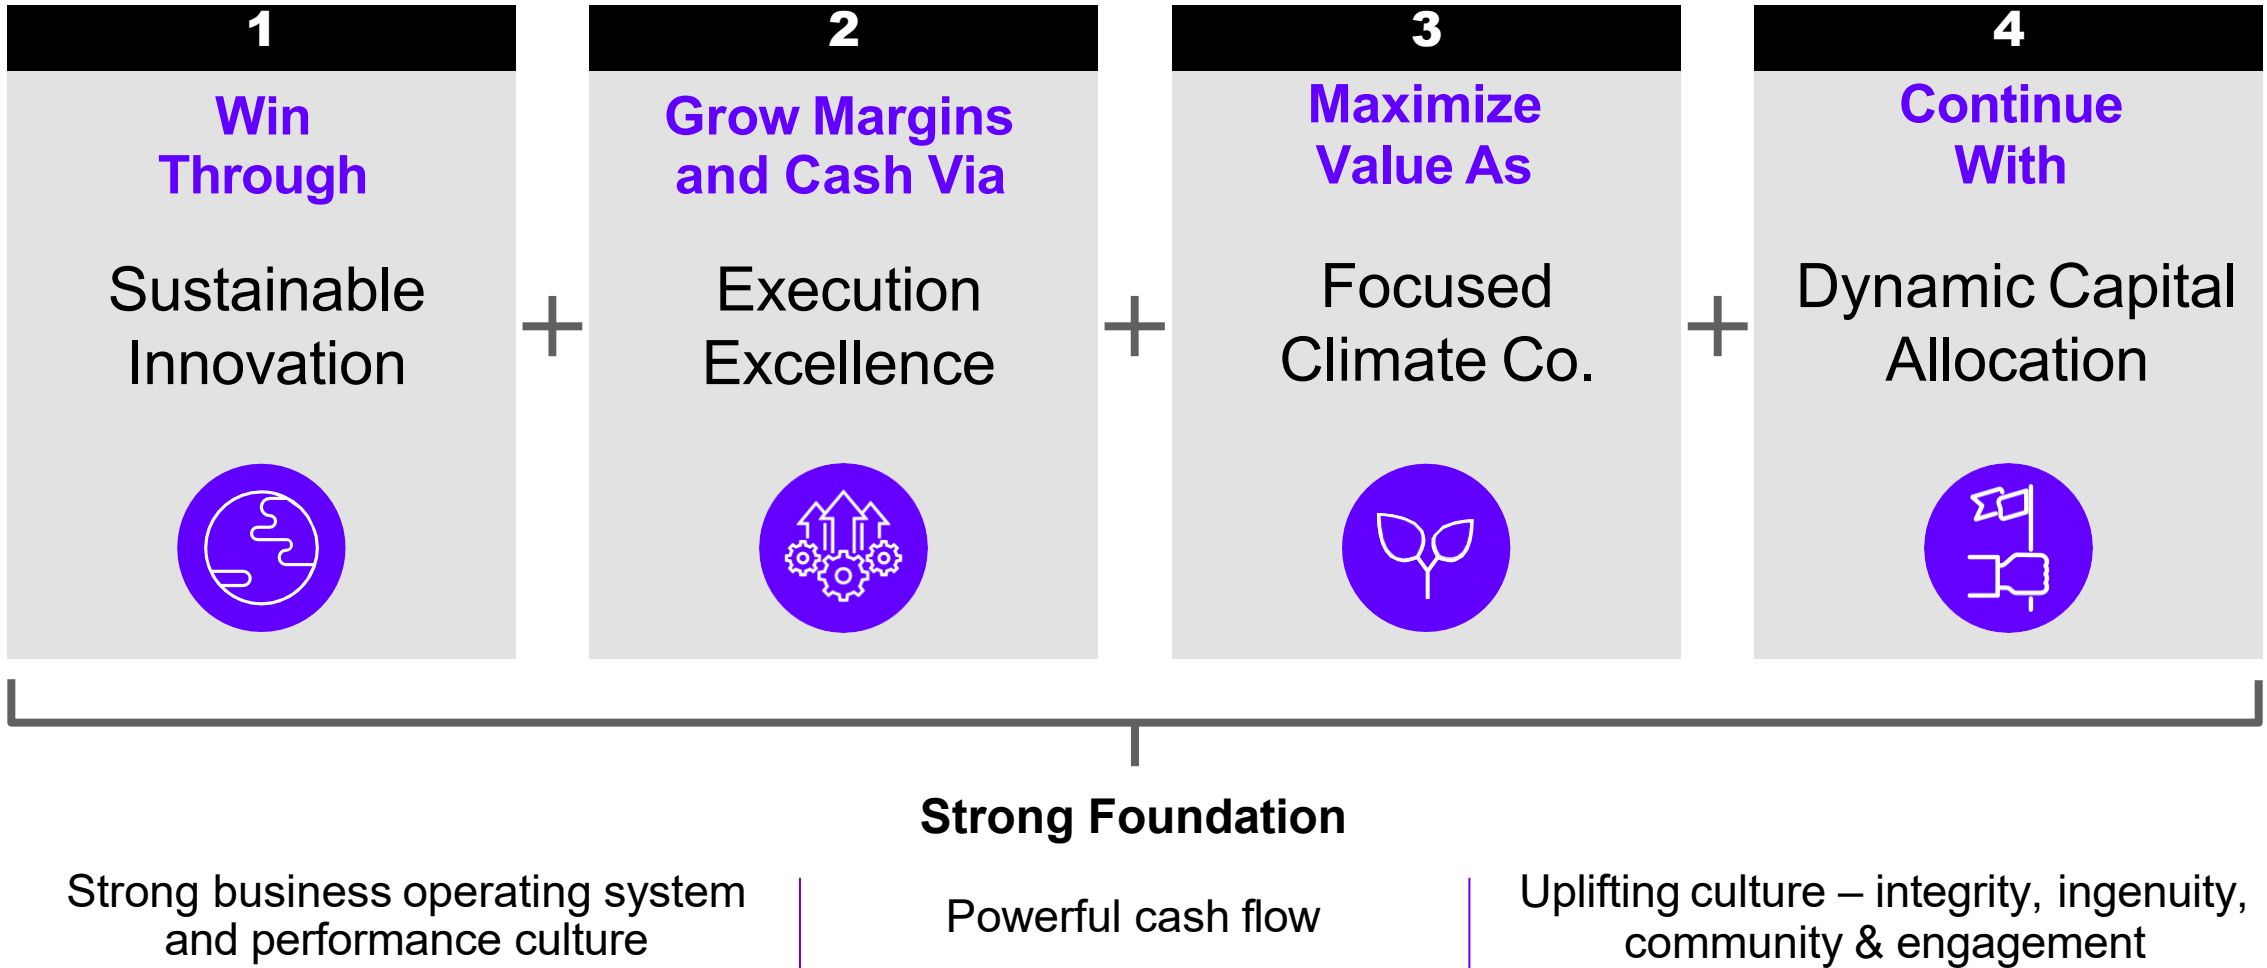 1
Win
Through
Sustainable
Innovation
2
Grow Margins
and Cash Via
Execution
Excellence
3
Maximize
Value As
Focused
Climate Co.
4
Continue
With
Dynamic Capital
Allocation
Strong Foundation
Strong business operating system
and performance culture
Powerful cash flow
Uplifting culture – integrity, ingenuity,
community & engagement